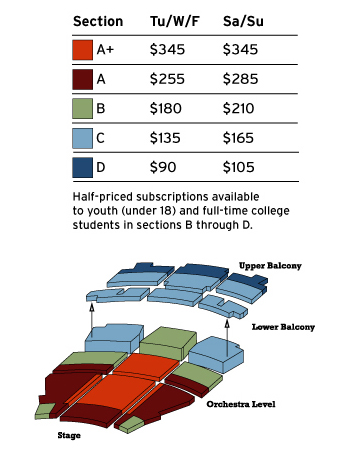 Section Tu/W/F Sa/Su
A+ $345 $345
A $255 $285
B $180 $210
C $135 $165
D $90 $105
Half-priced subscriptions available
to youth (under 18) and full-time college
students in sections B through D.
Upper Balcony
Lower Balcony
Orchestra Level
Stage